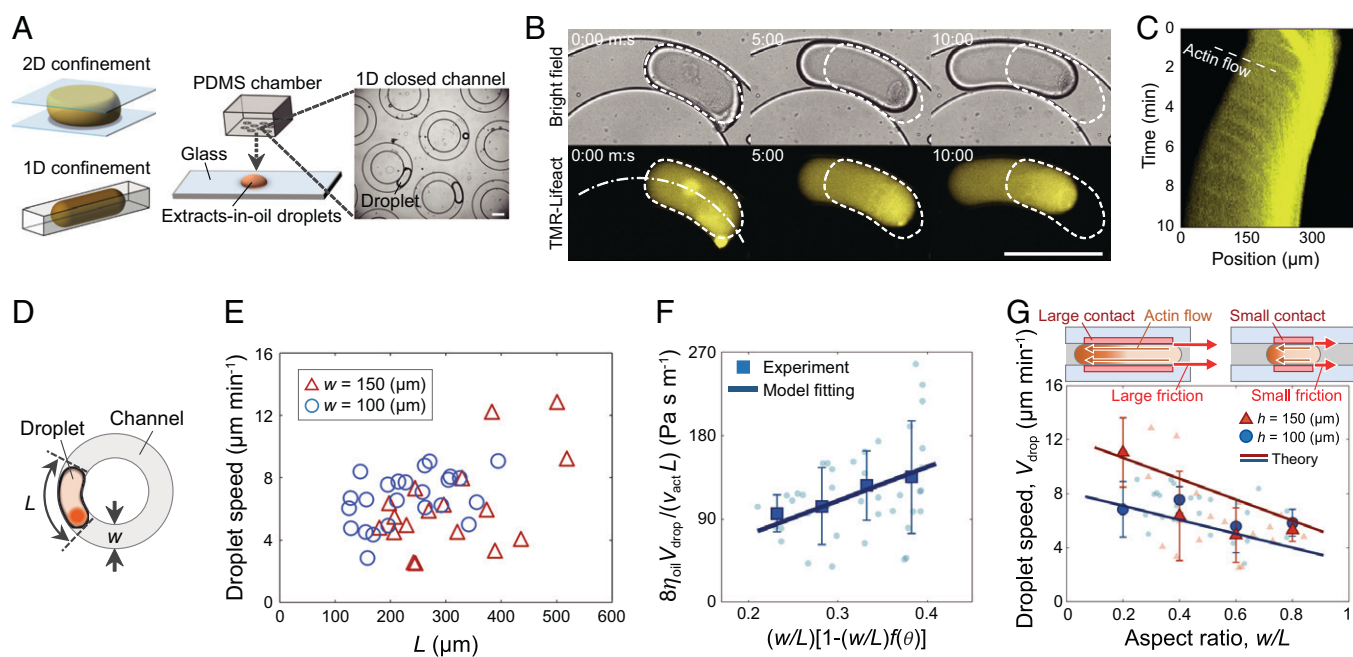 A
2D confinement
1D confinement
PDMS chamber
Glass
Extracts-in-oil droplets
1D closed channel
Droplet
B
Bright field
0:00 m:s
5:00
10:00
TMR-Lifeact
0:00 m:s
5:00
10:00
C
Time (min)
0
2
4
6
8
10
Actin flow
0
150
300
Position (µm)
D
Droplet
Channel
L
w
E
Droplet speed (µm min⁻¹)
16
12
8
4
0
w = 150 (µm)
w = 100 (µm)
0
100
200
300
400
500
600
L (µm)
F
8ηoil Vdrop/(vact L) (Pa s m⁻¹)
270
180
90
0
Experiment
Model fitting
0.2
0.3
0.4
(w/L)[1-(w/L)f(θ)]
G
Large contact
Actin flow
Small contact
Large friction
Small friction
Droplet speed, Vdrop (µm min⁻¹)
16
12
8
4
0
h = 150 (µm)
h = 100 (µm)
Theory
0
0.2
0.4
0.6
0.8
1
Aspect ratio, w/L